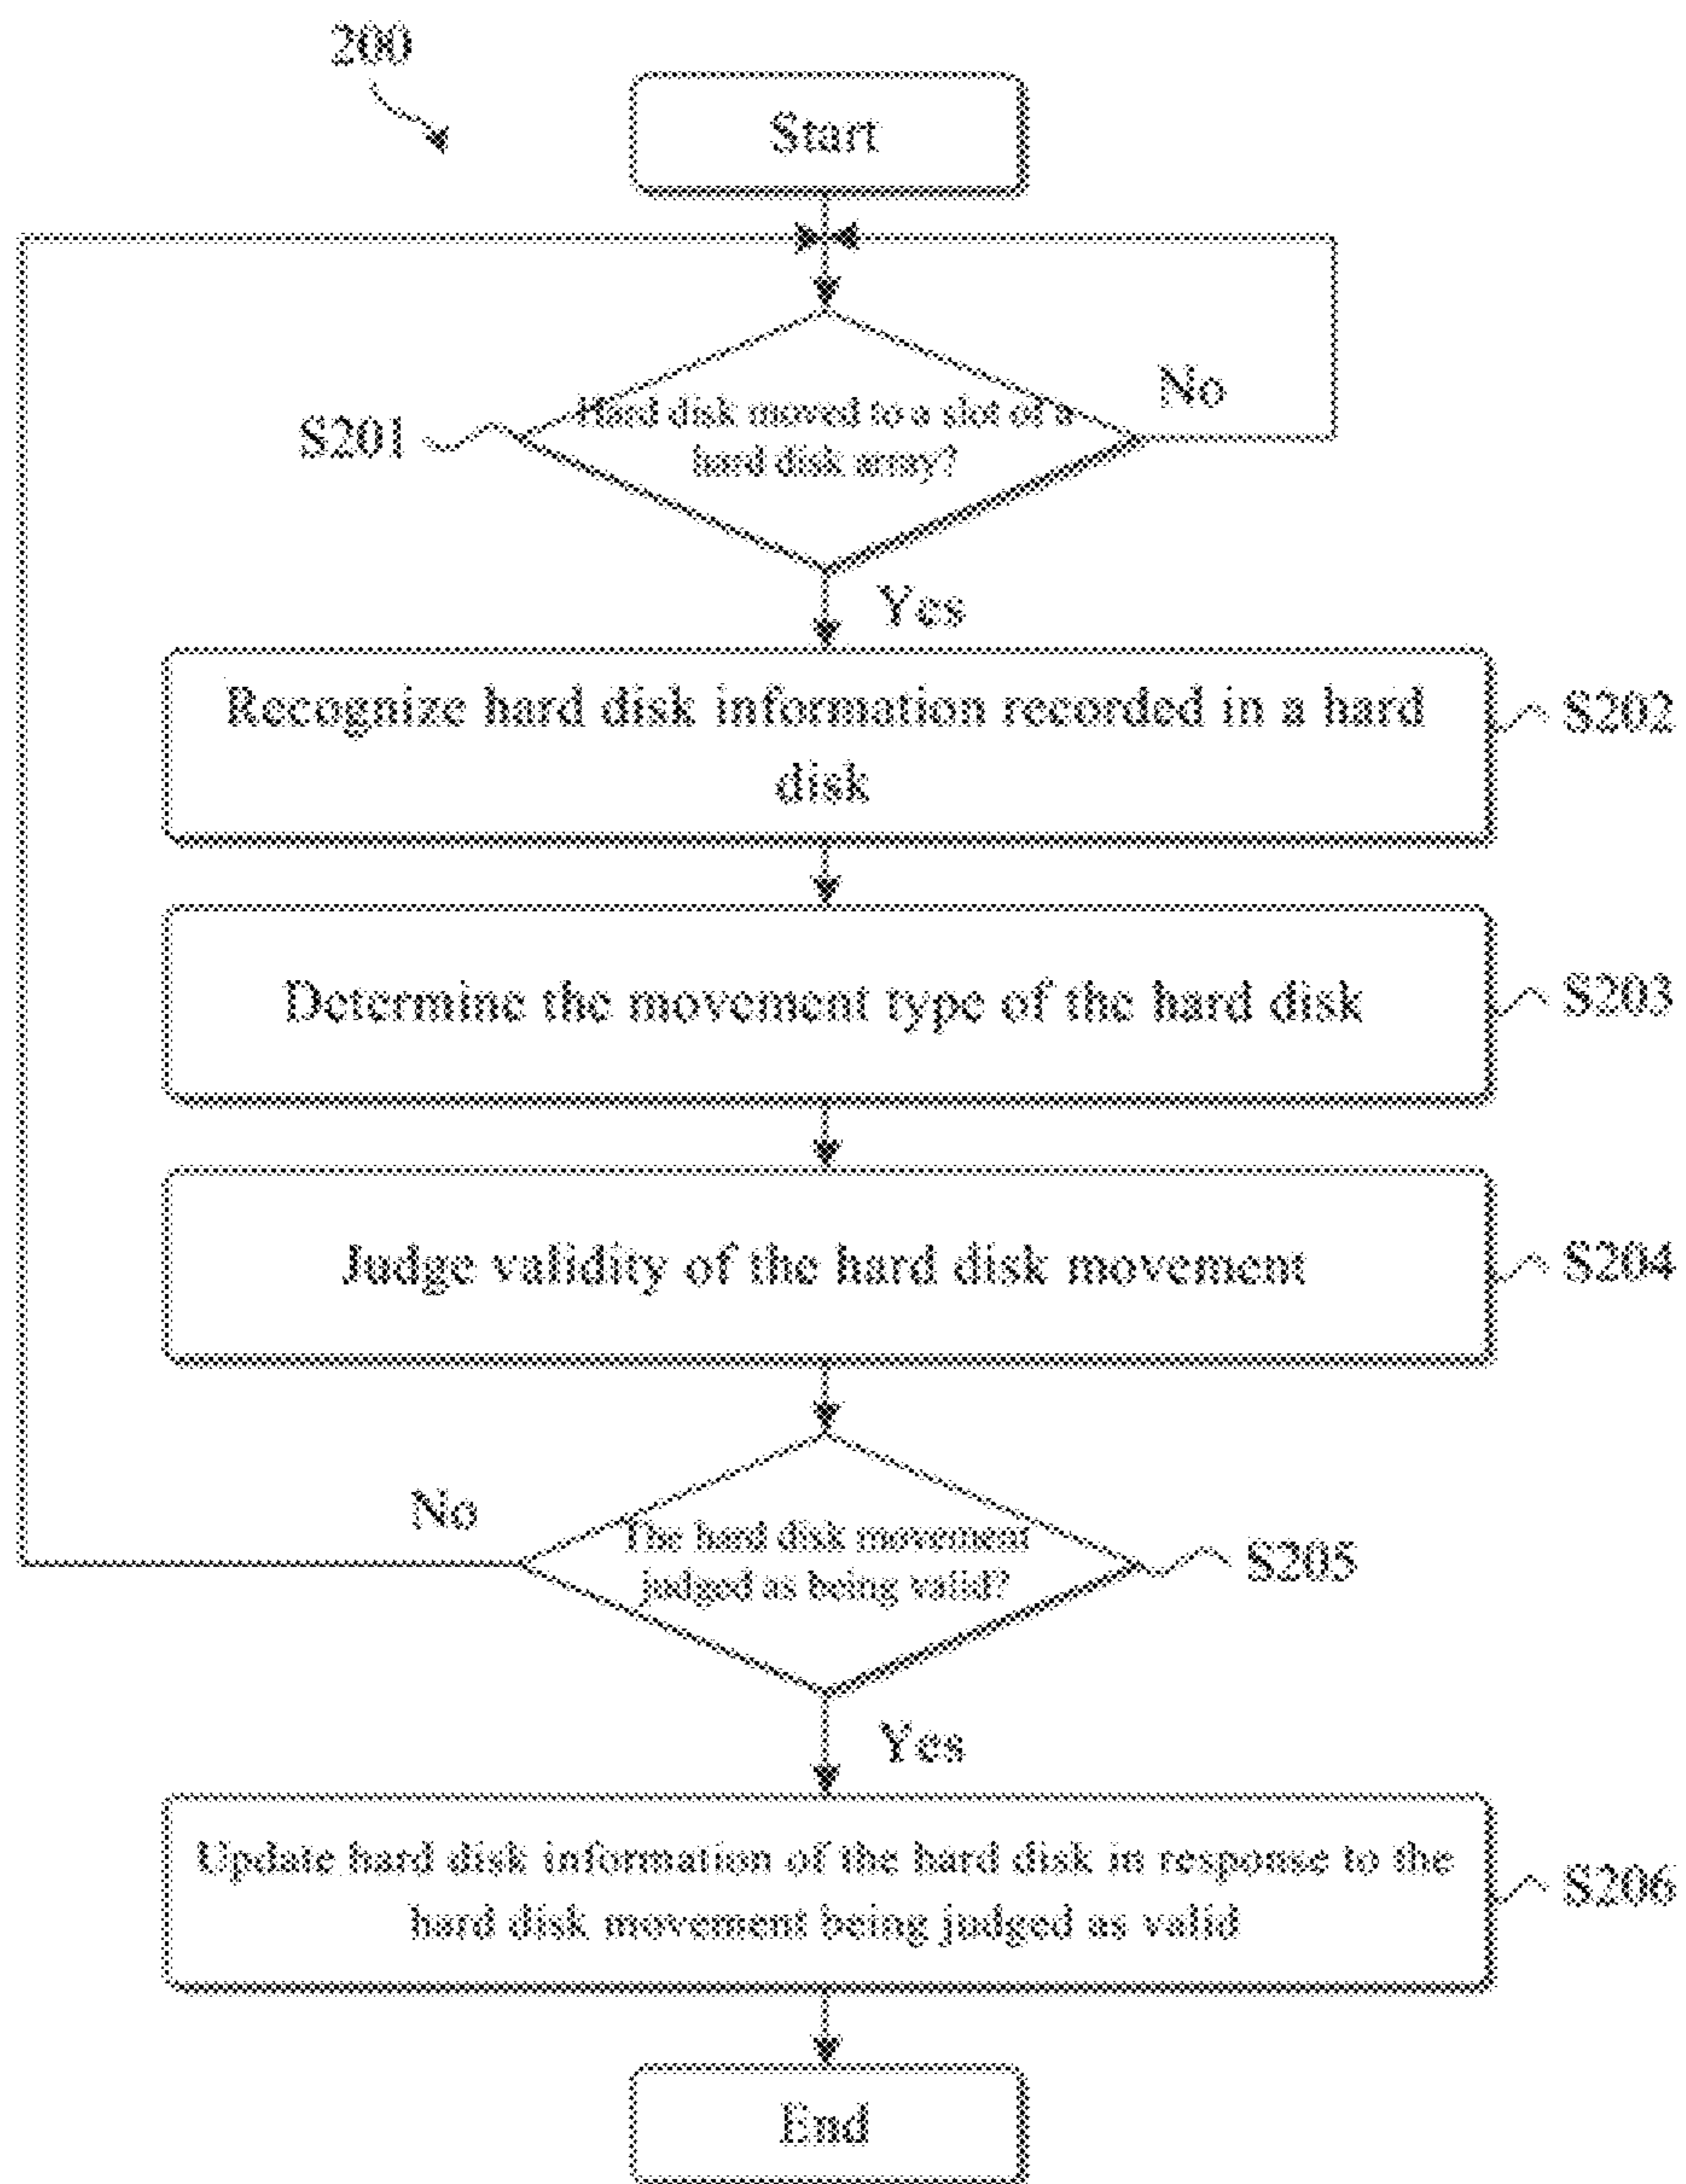 200
Start
Hard disk moved to a slot of a
hard disk array?
S201
No
Yes
Recognize hard disk information recorded in a hard
disk
S202
Determine the movement type of the hard disk
S203
Judge validity of the hard disk movement
S204
No
The hard disk movement
judged as being valid?
S205
Yes
Update hard disk information of the hard disk in response to the
hard disk movement being judged as valid
S206
End